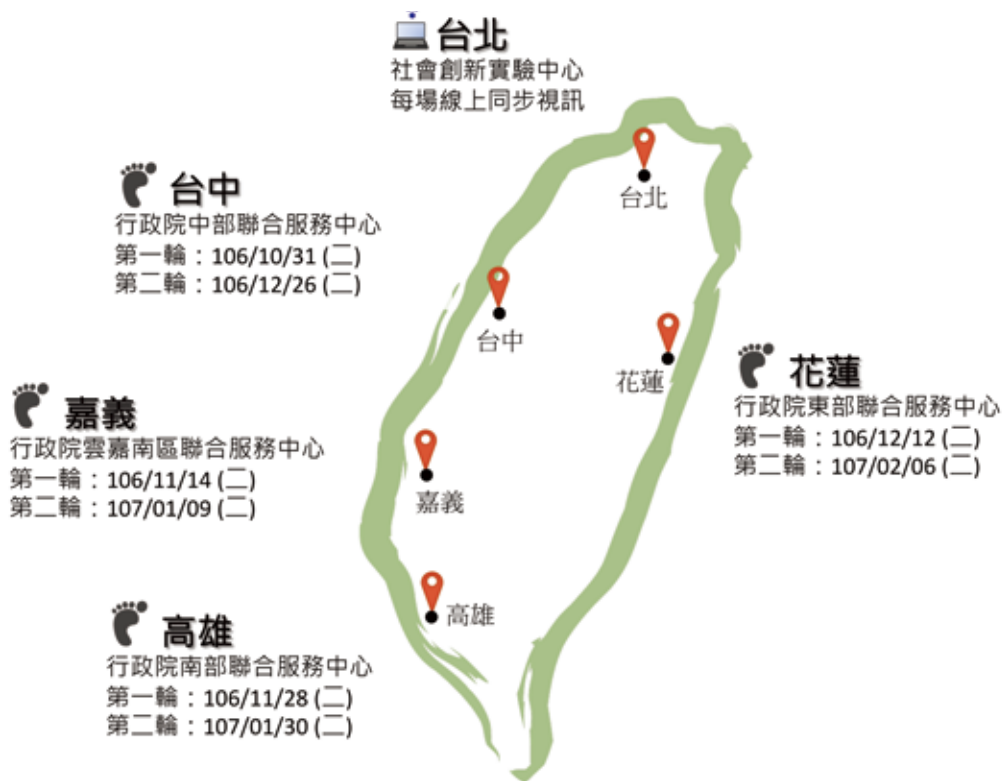 台北
社會創新實驗中心
每場線上同步視訊
台中
行政院中部聯合服務中心
第一輪：106/10/31 (二)
第二輪：106/12/26 (二)
嘉義
行政院雲嘉南區聯合服務中心
第一輪：106/11/14 (二)
第二輪：107/01/09 (二)
高雄
行政院南部聯合服務中心
第一輪：106/11/28 (二)
第二輪：107/01/30 (二)
花蓮
行政院東部聯合服務中心
第一輪：106/12/12 (二)
第二輪：107/02/06 (二)
台北
台中
花蓮
嘉義
高雄